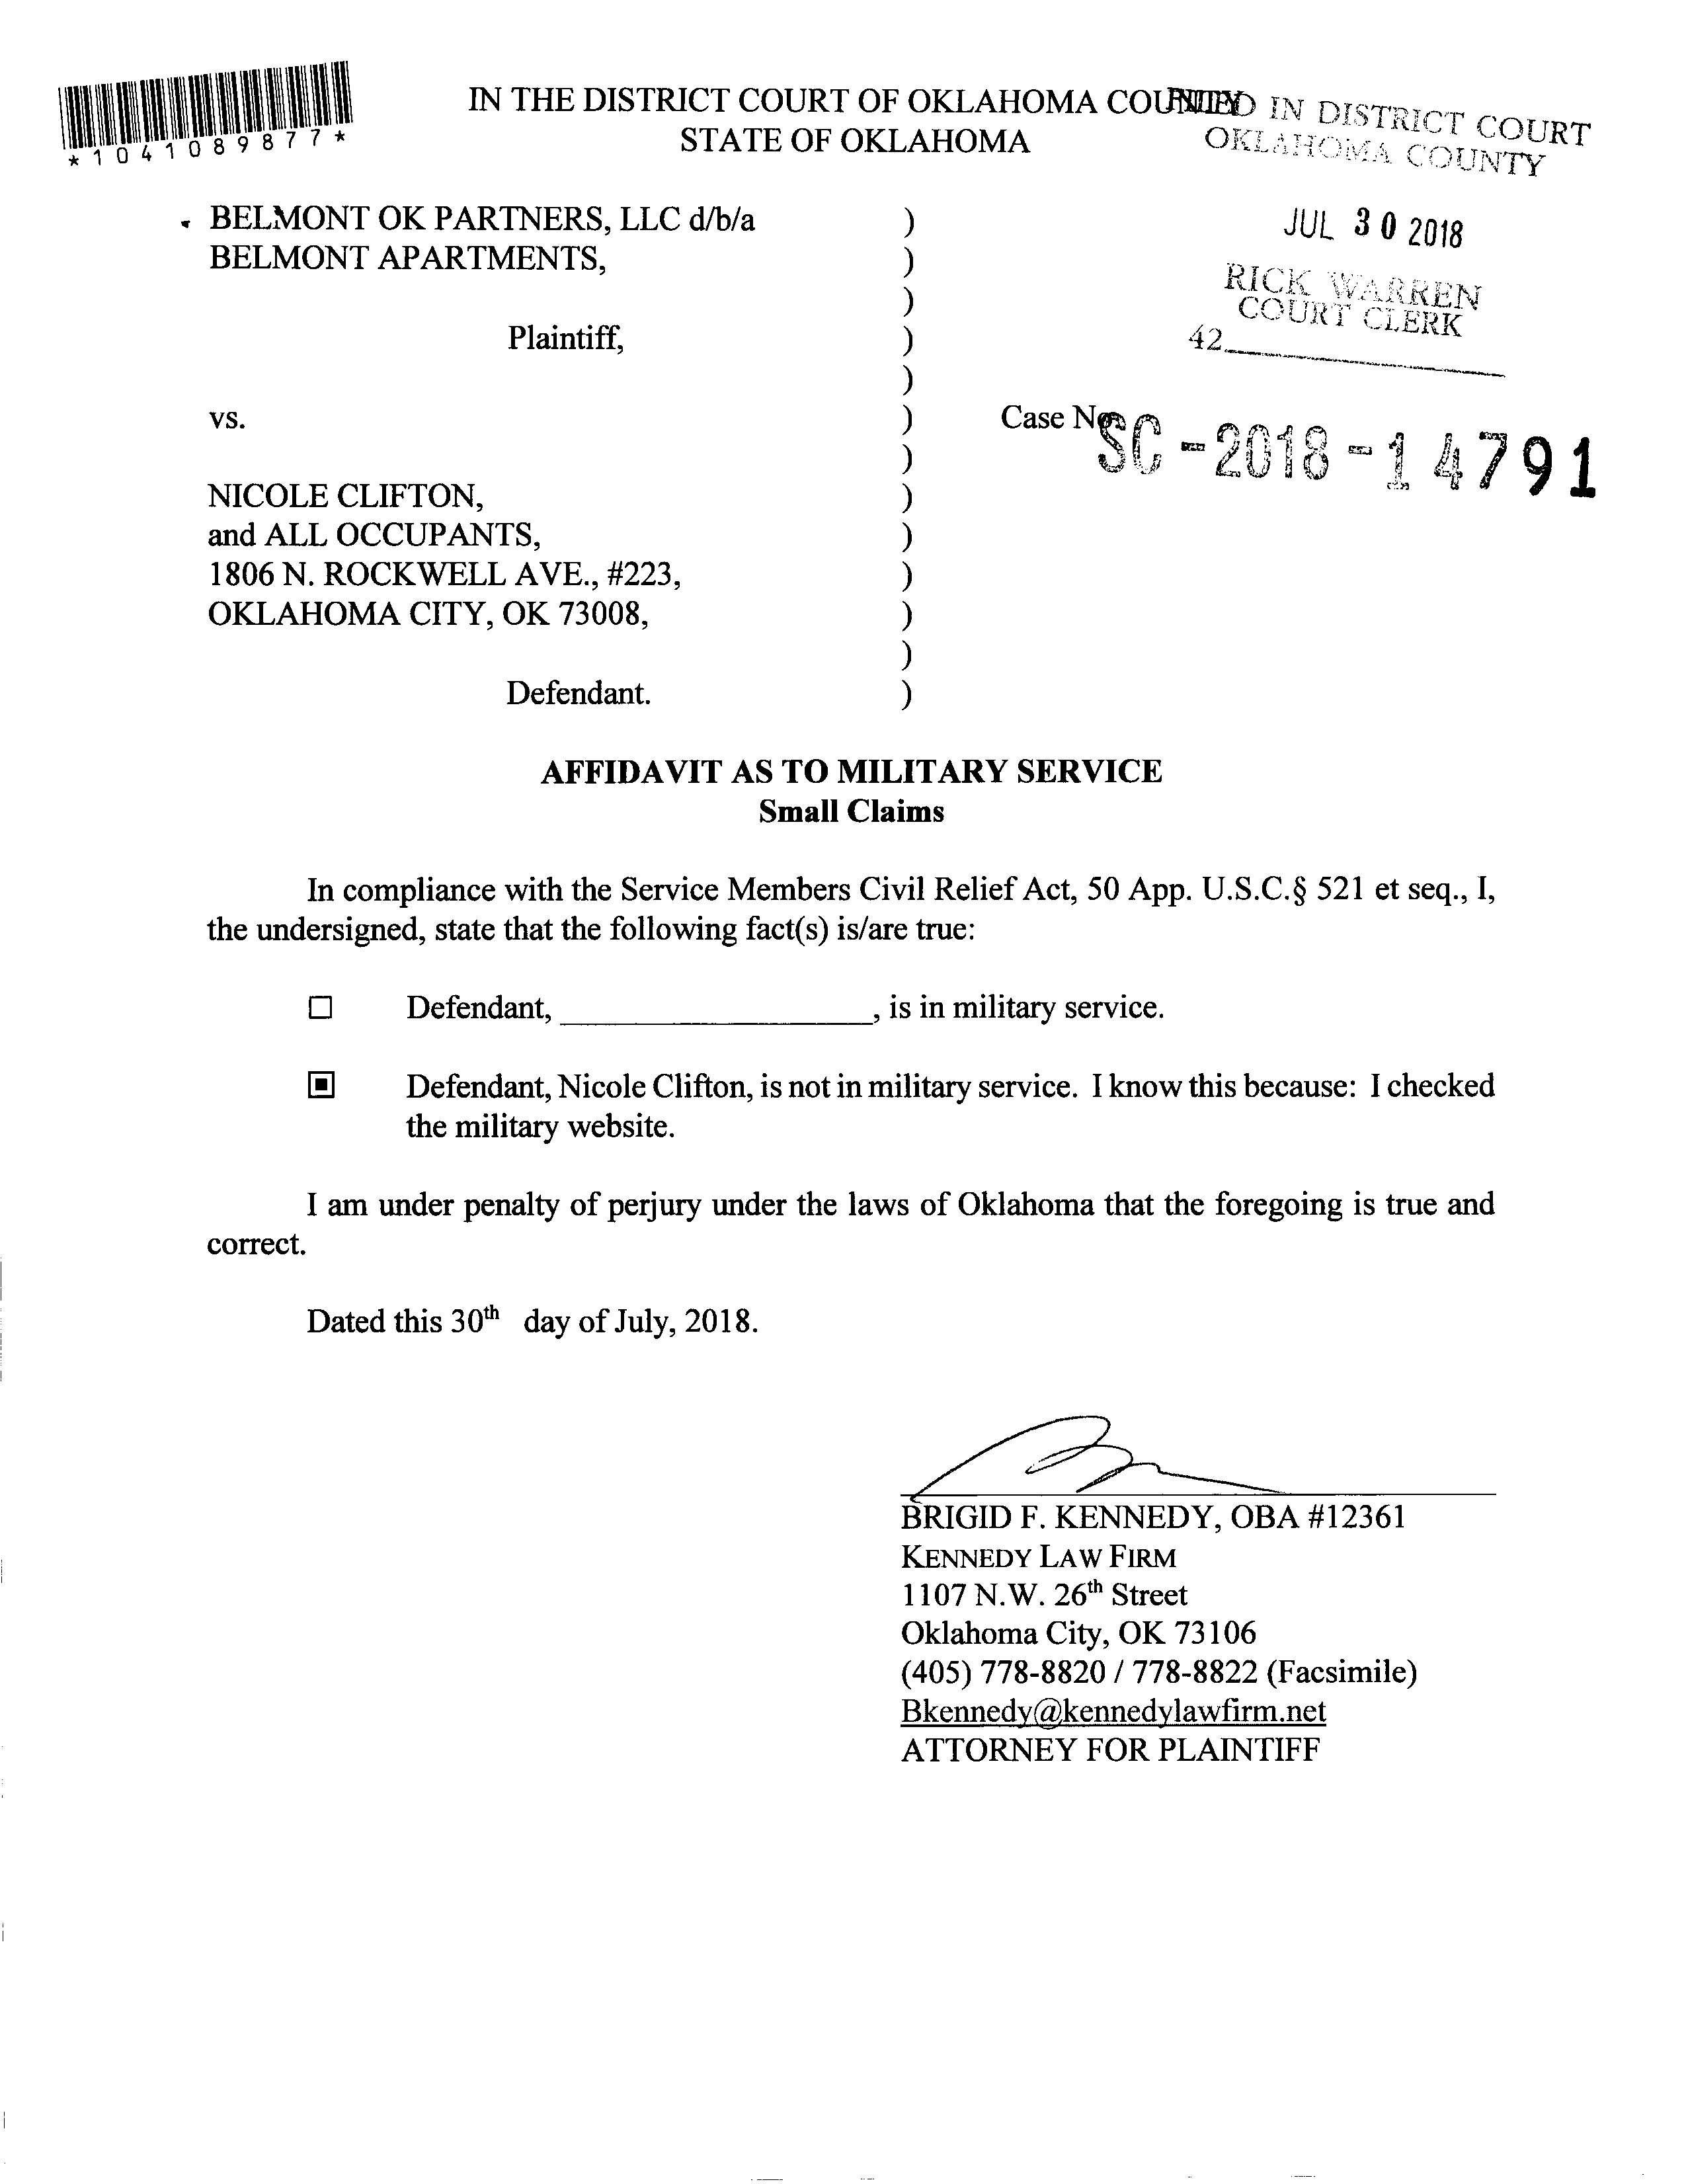 *1041089877*
IN THE DISTRICT COURT OF OKLAHOMA COUNTY
STATE OF OKLAHOMA
FILED IN DISTRICT COURT
OKLAHOMA COUNTY
JUL 30 2018
RICK WARREN
COURT CLERK
42
BELMONT OK PARTNERS, LLC d/b/a )
BELMONT APARTMENTS, )
)
Plaintiff, )
)
vs. ) Case No.
SC-2018-14791
)
NICOLE CLIFTON, )
and ALL OCCUPANTS, )
1806 N. ROCKWELL AVE., #223, )
OKLAHOMA CITY, OK 73008, )
)
Defendant. )
AFFIDAVIT AS TO MILITARY SERVICE
Small Claims
In compliance with the Service Members Civil Relief Act, 50 App. U.S.C.§ 521 et seq., I,
the undersigned, state that the following fact(s) is/are true:
☐ Defendant, ____________________, is in military service.
▣ Defendant, Nicole Clifton, is not in military service. I know this because: I checked
the military website.
I am under penalty of perjury under the laws of Oklahoma that the foregoing is true and
correct.
Dated this 30th day of July, 2018.
BRIGID F. KENNEDY, OBA #12361
KENNEDY LAW FIRM
1107 N.W. 26th Street
Oklahoma City, OK 73106
(405) 778-8820 / 778-8822 (Facsimile)
Bkennedy@kennedylawfirm.net
ATTORNEY FOR PLAINTIFF